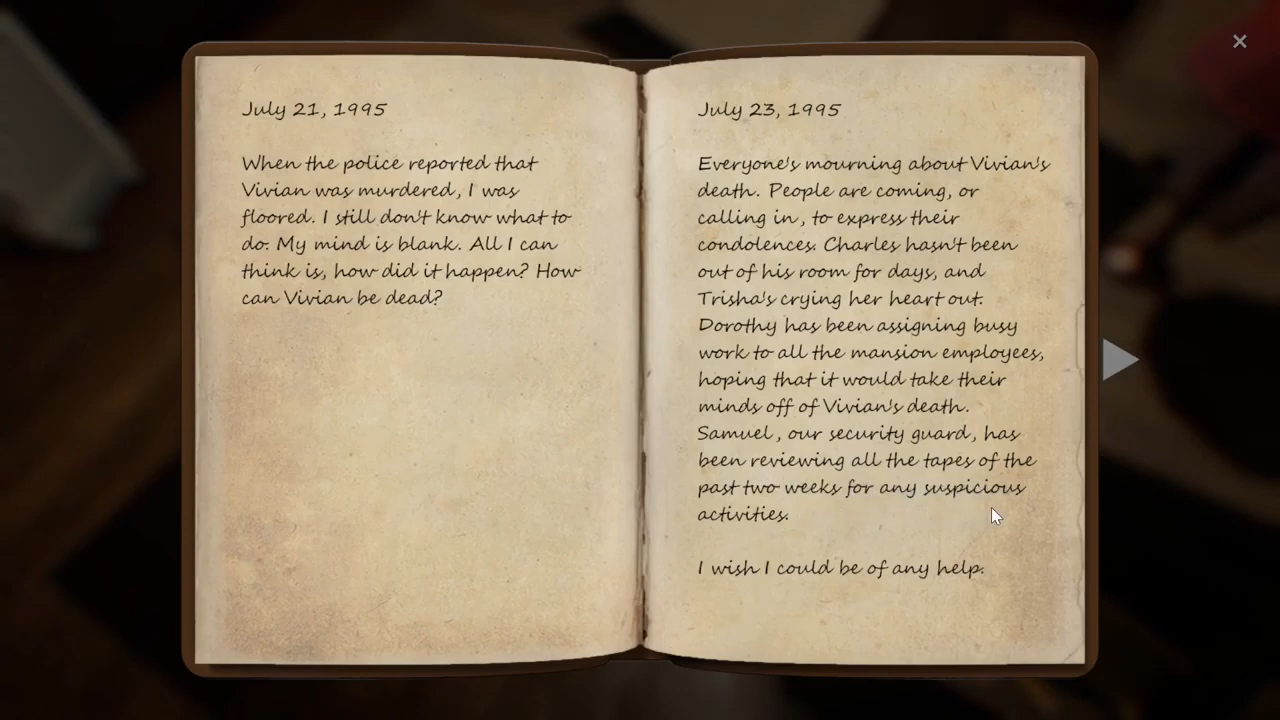 July 21, 1995
When the police reported that
Vivian was murdered, I was
floored. I still don't know what to
do. My mind is blank. All I can
think is, how did it happen? How
can Vivian be dead?
July 23, 1995
Everyone's mourning about Vivian's
death. People are coming, or
calling in, to express their
condolences. Charles hasn't been
out of his room for days, and
Trisha's crying her heart out.
Dorothy has been assigning busy
work to all the mansion employees,
hoping that it would take their
minds off of Vivian's death.
Samuel, our security guard, has
been reviewing all the tapes of the
past two weeks for any suspicious
activities.
I wish I could be of any help.